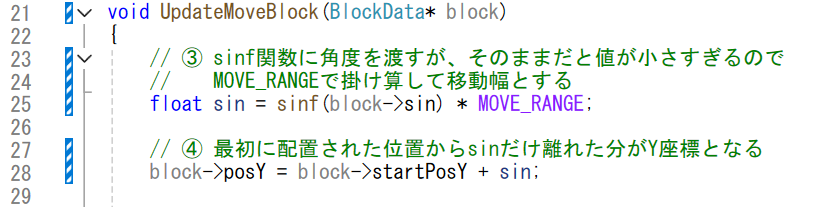 21 void UpdateMoveBlock(BlockData* block)
22 {
23 // ③ sinf関数に角度を渡すが、そのままだと値が小さすぎるので
24 //    MOVE_RANGEで掛け算して移動幅とする
25 float sin = sinf(block->sin) * MOVE_RANGE;
26
27 // ④ 最初に配置された位置からsinだけ離れた分がY座標となる
28 block->posY = block->startPosY + sin;
29